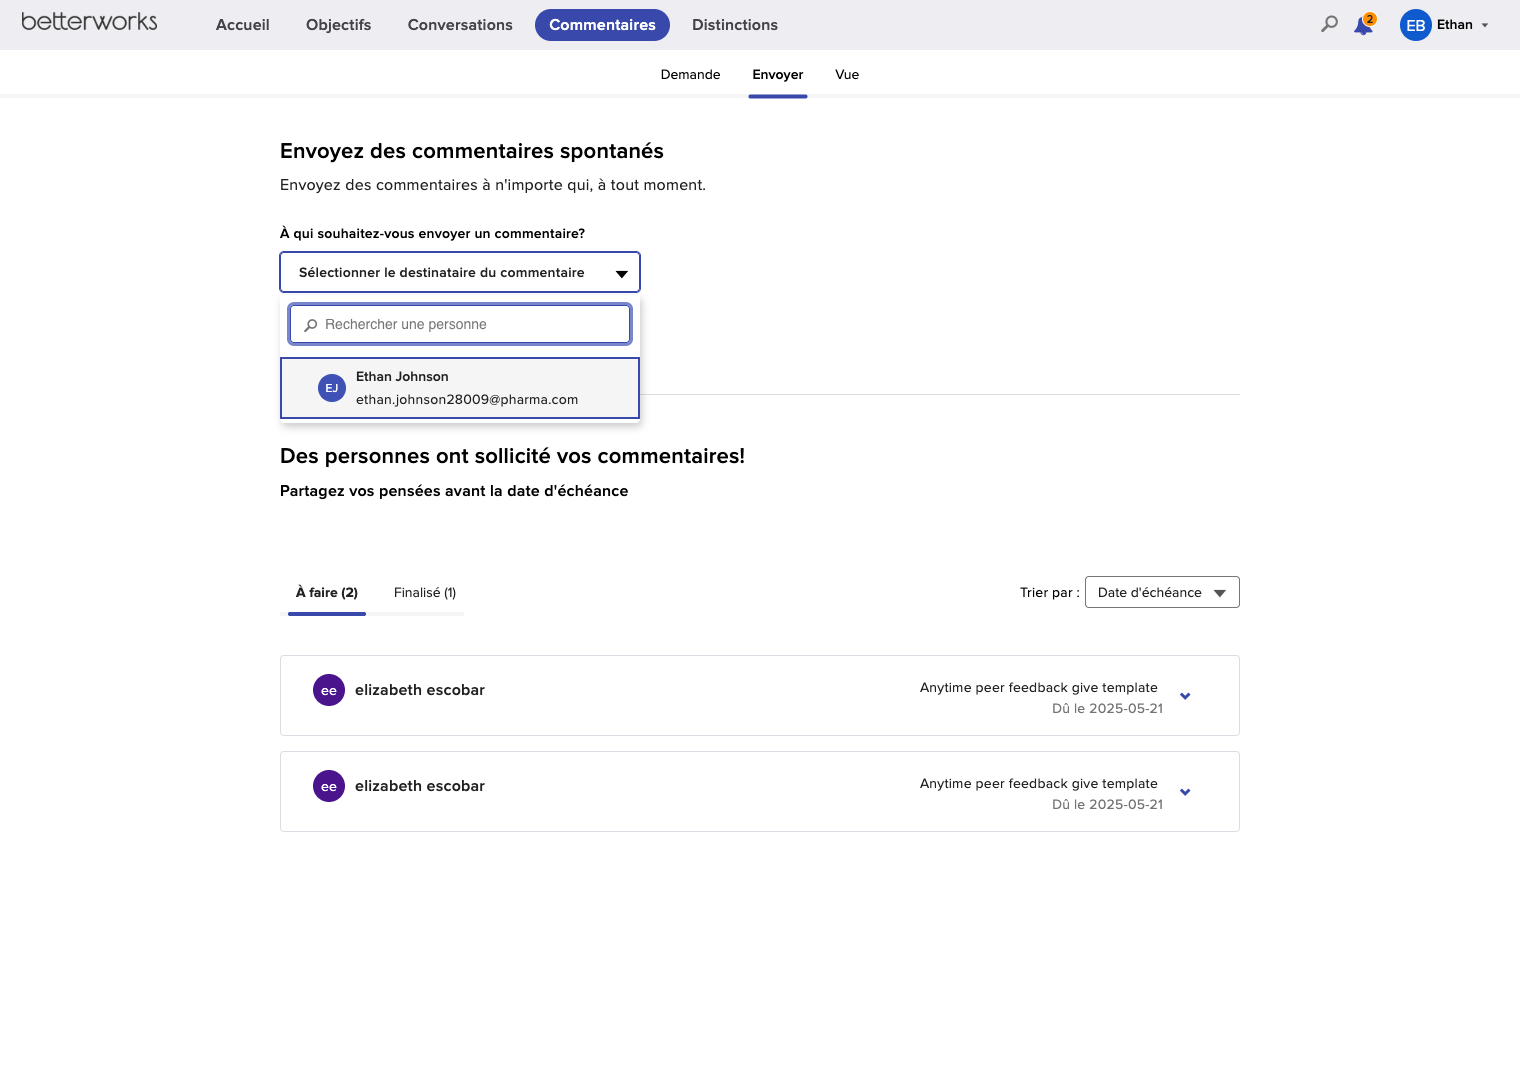 betterworks
Accueil
Objectifs
Conversations
Commentaires
Distinctions
2
EB
Ethan
Demande
Envoyer
Vue
Envoyez des commentaires spontanés
Envoyez des commentaires à n'importe qui, à tout moment.
À qui souhaitez-vous envoyer un commentaire?
Sélectionner le destinataire du commentaire
Rechercher une personne
EJ
Ethan Johnson
ethan.johnson28009@pharma.com
Des personnes ont sollicité vos commentaires!
Partagez vos pensées avant la date d'échéance
À faire (2)
Finalisé (1)
Trier par :
Date d'échéance
ee
elizabeth escobar
Anytime peer feedback give template
Dû le 2025-05-21
ee
elizabeth escobar
Anytime peer feedback give template
Dû le 2025-05-21